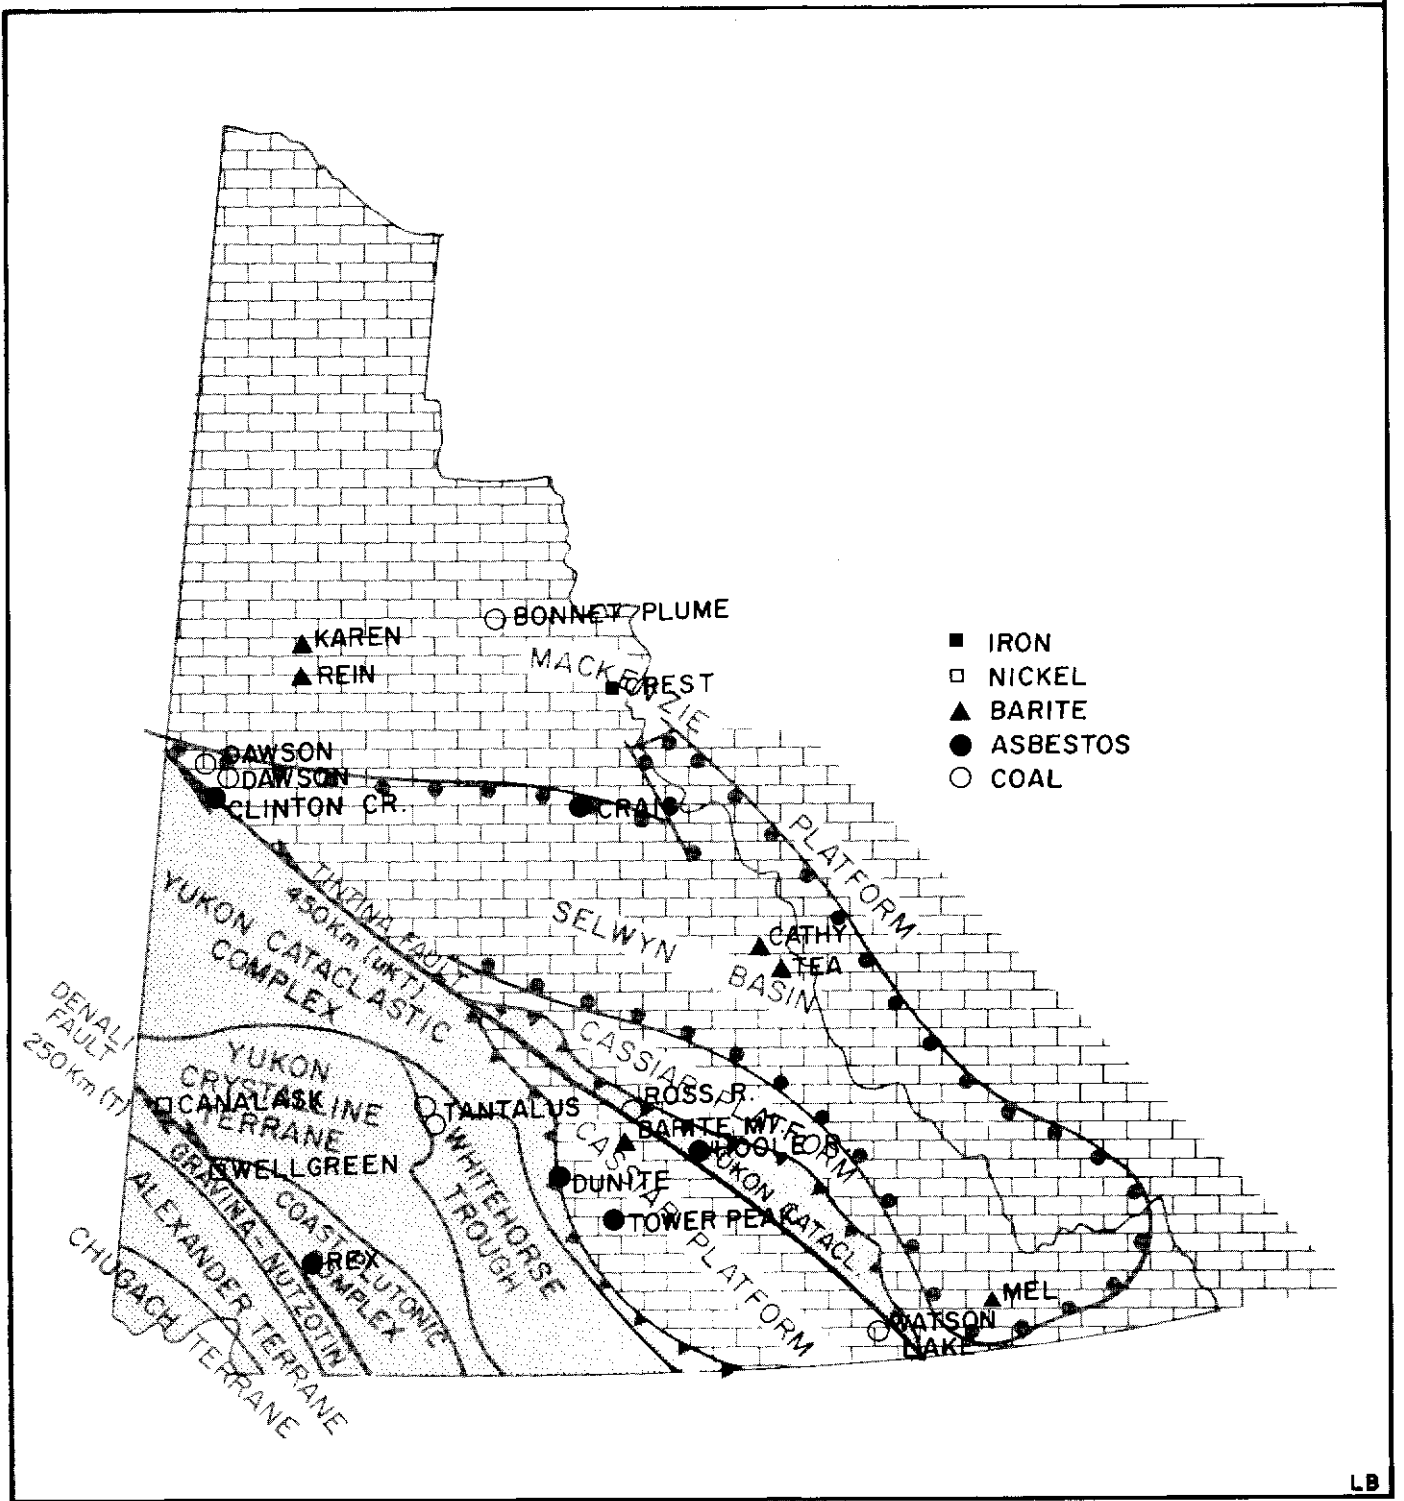 BONNET PLUME
KAREN
REIN
MACKENZIE
CREST
IRON
NICKEL
BARITE
ASBESTOS
COAL
DAWSON
DAWSON
CLINTON CR.
PLATFORM
TINTINA FAULT
450Km (uKT)
YUKON CATACLASTIC
COMPLEX
SELWYN
BASIN
CATHY
TEA
DENALI
FAULT
250Km (T)
YUKON
CRYSTALLINE
TERRANE
CANALASK
WELLGREEN
TANTALUS
WHITEHORSE
TROUGH
CASSIAR PLATFORM
ROSS R.
BARITE MT.
HOOLE R.
YUKON CATACL.
DUNITE
TOWER PEAK
CASSIAR PLATFORM
COAST PLUTONIC
COMPLEX
REX
GRAVINA-NUTZOTIN
ALEXANDER TERRANE
CHUGACH TERRANE
MEL
WATSON
LAKE
LB